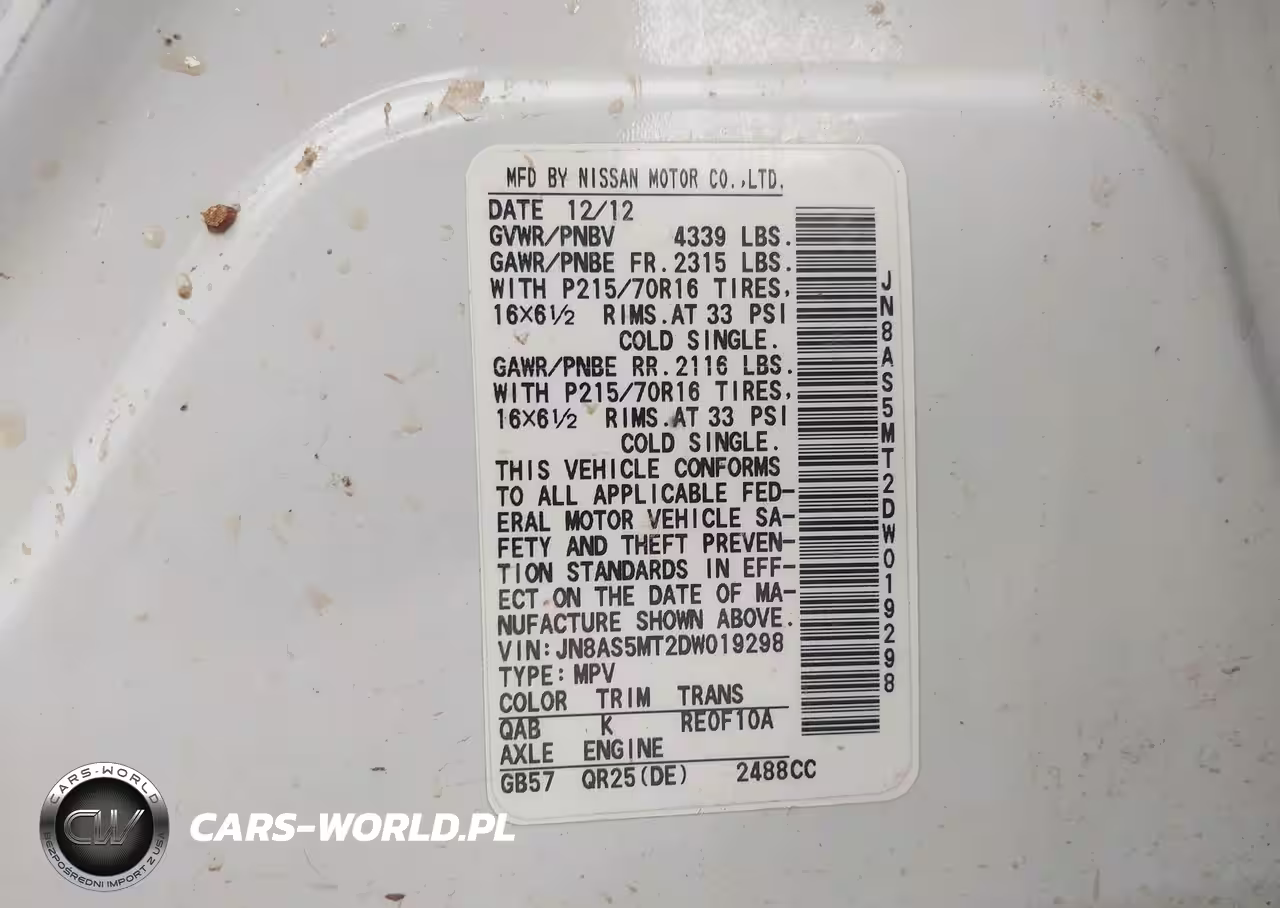 MFD BY NISSAN MOTOR CO.,LTD.
DATE 12/12
GVWR/PNBV 4339 LBS.
GAWR/PNBE FR.2315 LBS.
WITH P215/70R16 TIRES,
16×6½ RIMS.AT 33 PSI
COLD SINGLE.
GAWR/PNBE RR.2116 LBS.
WITH P215/70R16 TIRES,
16×6½ RIMS.AT 33 PSI
COLD SINGLE.
THIS VEHICLE CONFORMS
TO ALL APPLICABLE FED-
ERAL MOTOR VEHICLE SA-
FETY AND THEFT PREVEN-
TION STANDARDS IN EFF-
ECT ON THE DATE OF MA-
NUFACTURE SHOWN ABOVE.
VIN:JN8AS5MT2DW019298
TYPE:MPV
COLOR TRIM TRANS
QAB K RE0F10A
AXLE ENGINE
GB57 QR25(DE) 2488CC
JN8AS5MT2DW019298
CARS-WORLD
CW
BEZPOŚREDNI IMPORT Z USA
CARS-WORLD.PL